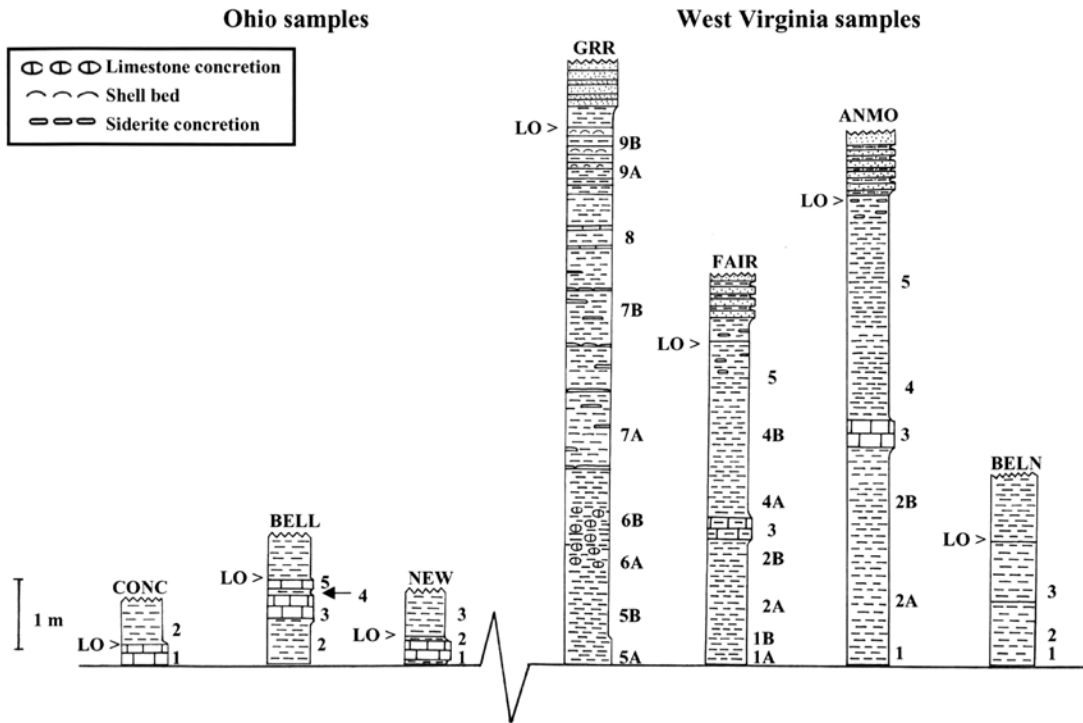 Ohio samples
West Virginia samples
Limestone concretion
Shell bed
Siderite concretion
1 m
CONC
LO >
2
1
BELL
LO >
5
4
3
2
NEW
LO >
3
2
1
GRR
LO >
9B
9A
8
7B
7A
6B
6A
5B
5A
FAIR
LO >
5
4B
4A
3
2B
2A
1B
1A
ANMO
LO >
5
4
3
2B
2A
1
BELN
LO >
3
2
1